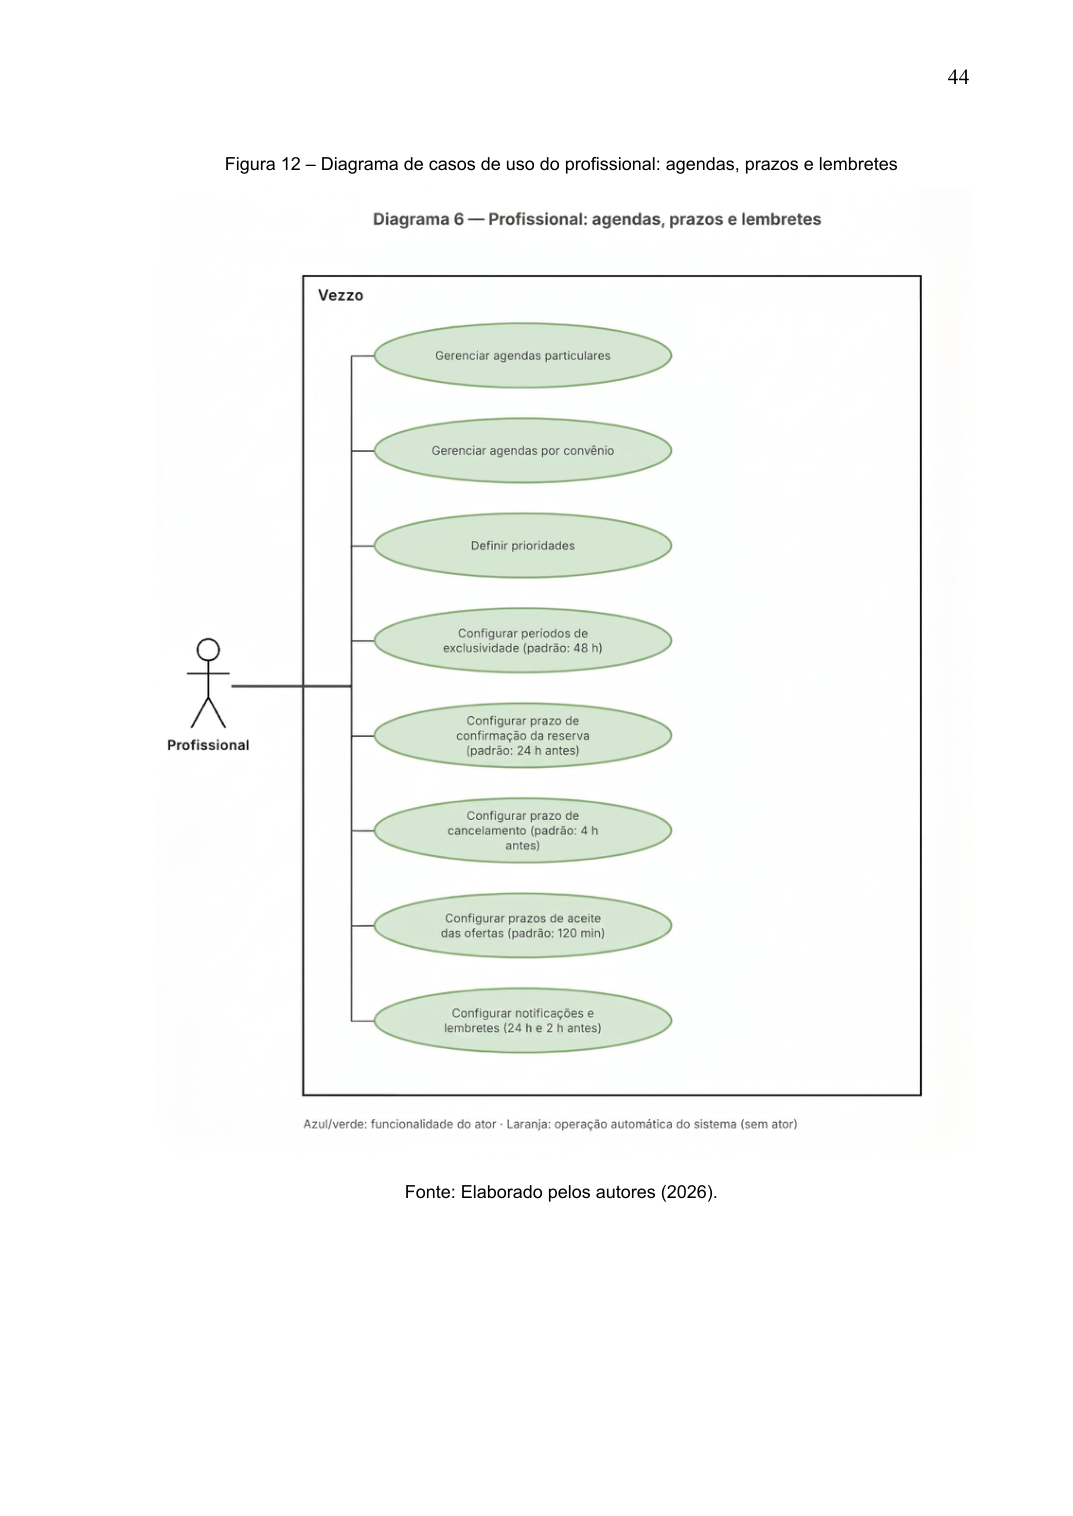 44
Figura 12 – Diagrama de casos de uso do profissional: agendas, prazos e lembretes
Diagrama 6 — Profissional: agendas, prazos e lembretes
Vezzo
Gerenciar agendas particulares
Gerenciar agendas por convênio
Definir prioridades
Configurar períodos de
exclusividade (padrão: 48 h)
Configurar prazo de
confirmação da reserva
(padrão: 24 h antes)
Configurar prazo de
cancelamento (padrão: 4 h
antes)
Configurar prazos de aceite
das ofertas (padrão: 120 min)
Configurar notificações e
lembretes (24 h e 2 h antes)
Profissional
Azul/verde: funcionalidade do ator · Laranja: operação automática do sistema (sem ator)
Fonte: Elaborado pelos autores (2026).